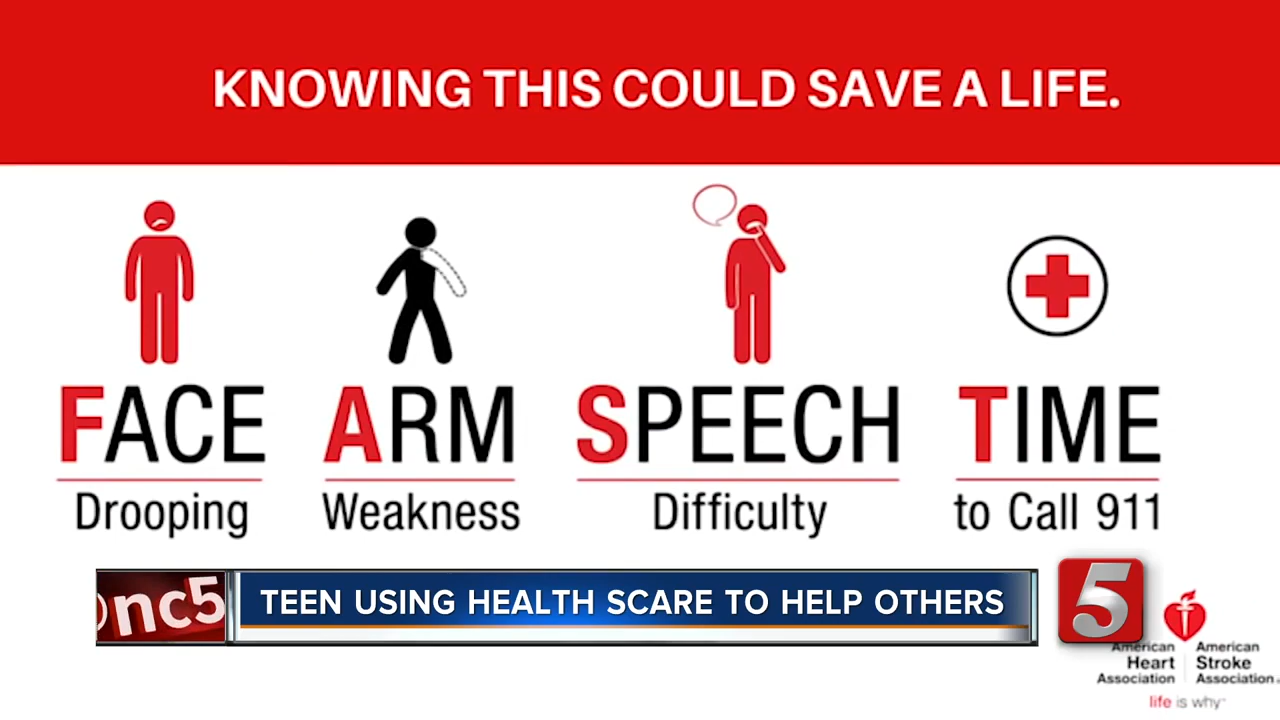 KNOWING THIS COULD SAVE A LIFE.
FACE
Drooping
ARM
Weakness
SPEECH
Difficulty
TIME
to Call 911
nc5
TEEN USING HEALTH SCARE TO HELP OTHERS
5
American
Heart
Association
American
Stroke
Association®
life is why™